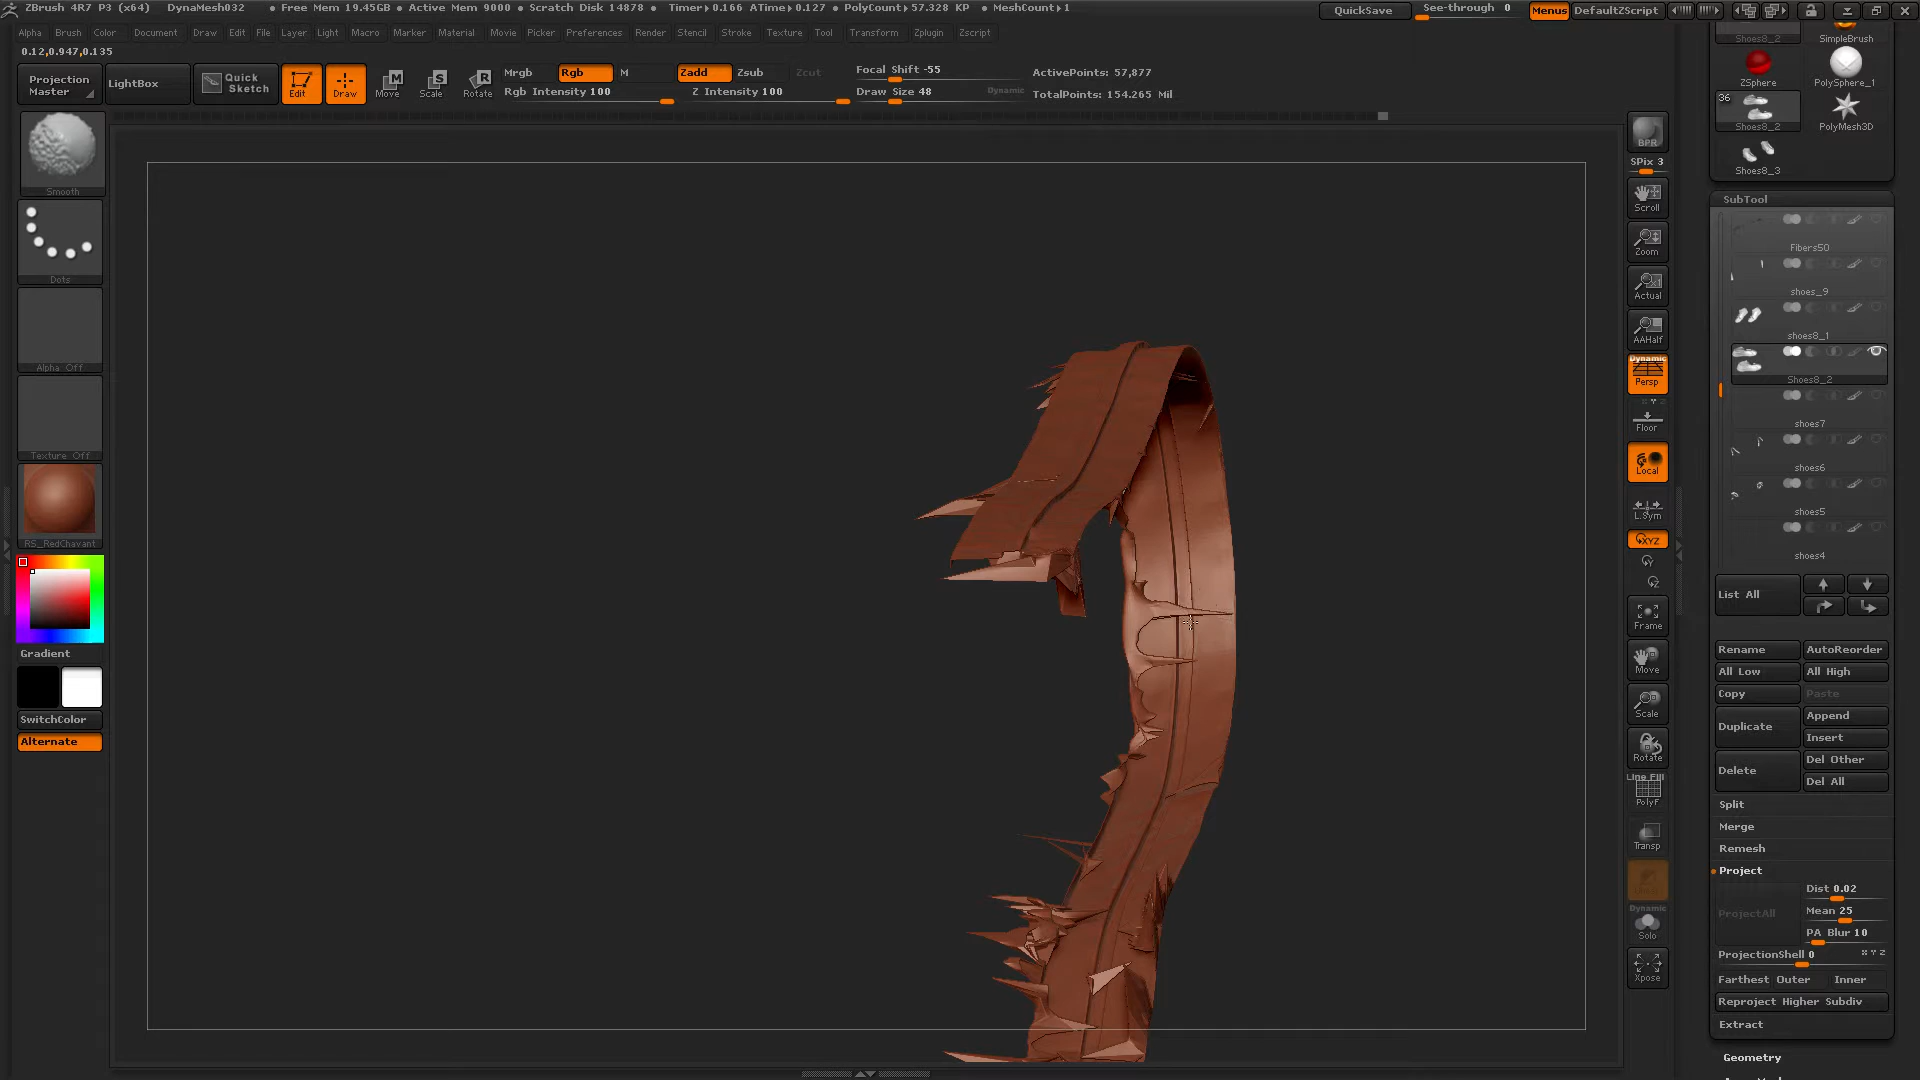 ZBrush 4R7 P3 (x64) DynaMesh032 • Free Mem 19.45GB • Active Mem 9000 • Scratch Disk 14878 • Timer▸0.166 ATime▸0.127 • PolyCount▸57.328 KP • MeshCount▸1 QuickSave See-through 0 Menus DefaultZScript
Alpha Brush Color Document Draw Edit File Layer Light Macro Marker Material Movie Picker Preferences Render Stencil Stroke Texture Tool Transform Zplugin Zscript
0.12,0.947,0.135
Projection Master
LightBox
Quick Sketch
Edit
Draw
Move
Scale
Rotate
Mrgb Rgb M
Rgb Intensity 100
Zadd Zsub Zcut
Z Intensity 100
Focal Shift -55
Draw Size 48
Dynamic
ActivePoints: 57,877
TotalPoints: 154.265 Mil
Smooth
Dots
Alpha Off
Texture Off
RS_RedChavant
Gradient
SwitchColor
Alternate
BPR
SPix 3
Scroll
Zoom
Actual
AAHalf
Dynamic
Persp
Floor
Local
L.Sym
XYZ
Y
Z
Frame
Move
Scale
Rotate
Line Fill
PolyF
Transp
Dynamic
Solo
Xpose
Shoes8_2 SimpleBrush
ZSphere PolySphere_1
36
Shoes8_2 PolyMesh3D
Shoes8_3
SubTool
Fibers50
shoes_9
shoes8_1
Shoes8_2
shoes7
shoes6
shoes5
shoes4
List All
Rename AutoReorder
All Low All High
Copy Paste
Duplicate Append
Insert
Delete Del Other
Del All
Split
Merge
Remesh
Project
ProjectAll Dist 0.02
Mean 25
PA Blur 10
ProjectionShell 0 X Y Z
Farthest Outer Inner
Reproject Higher Subdiv
Extract
Geometry